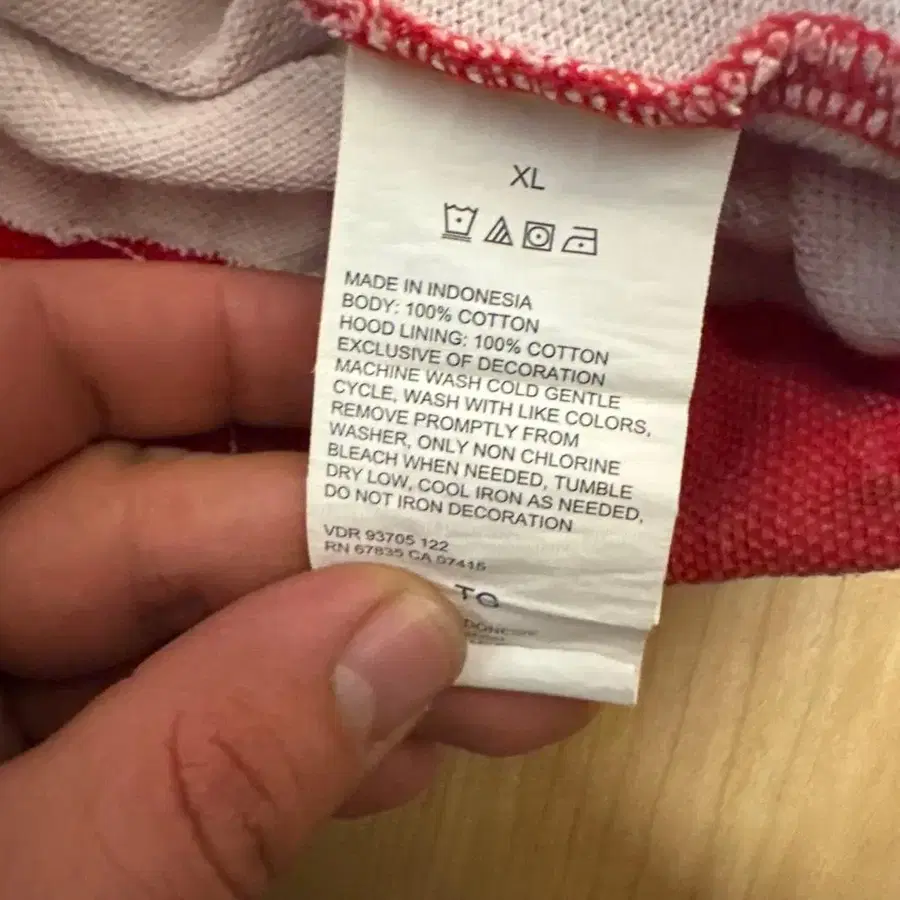 XL
MADE IN INDONESIA
BODY: 100% COTTON
HOOD LINING: 100% COTTON
EXCLUSIVE OF DECORATION
MACHINE WASH COLD GENTLE
CYCLE, WASH WITH LIKE COLORS,
REMOVE PROMPTLY FROM
WASHER, ONLY NON CHLORINE
BLEACH WHEN NEEDED, TUMBLE
DRY LOW, COOL IRON AS NEEDED,
DO NOT IRON DECORATION
VDR 93705 122
RN 67835 CA 07415